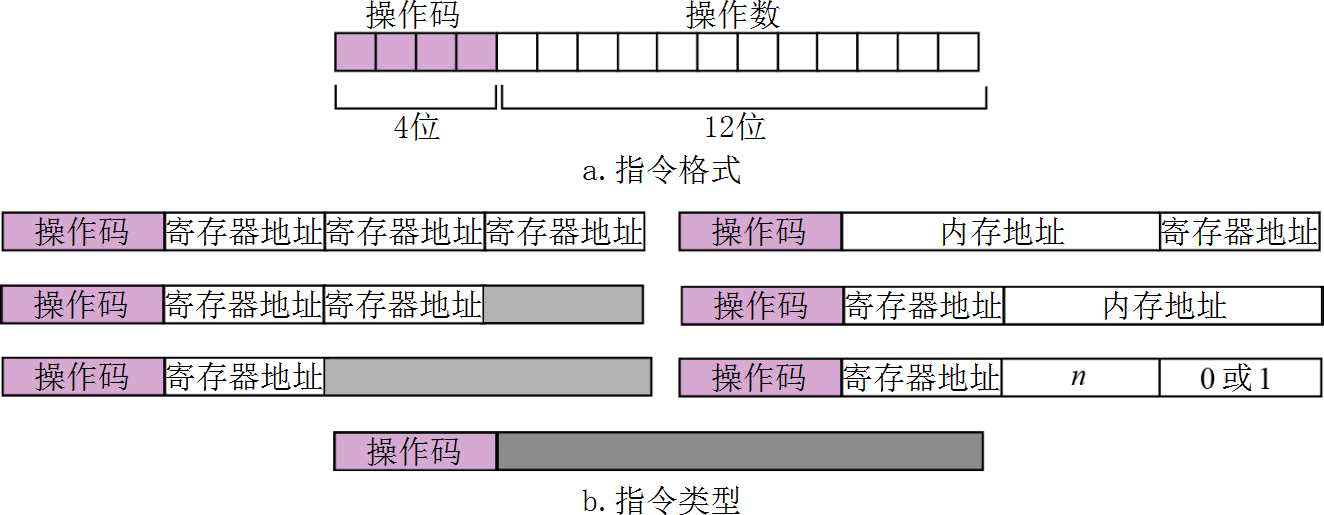 操作码 操作数
4位 12位
a.指令格式
操作码 寄存器地址 寄存器地址 寄存器地址 操作码 内存地址 寄存器地址
操作码 寄存器地址 寄存器地址 操作码 寄存器地址 内存地址
操作码 寄存器地址 操作码 寄存器地址 n 0或1
操作码
b.指令类型